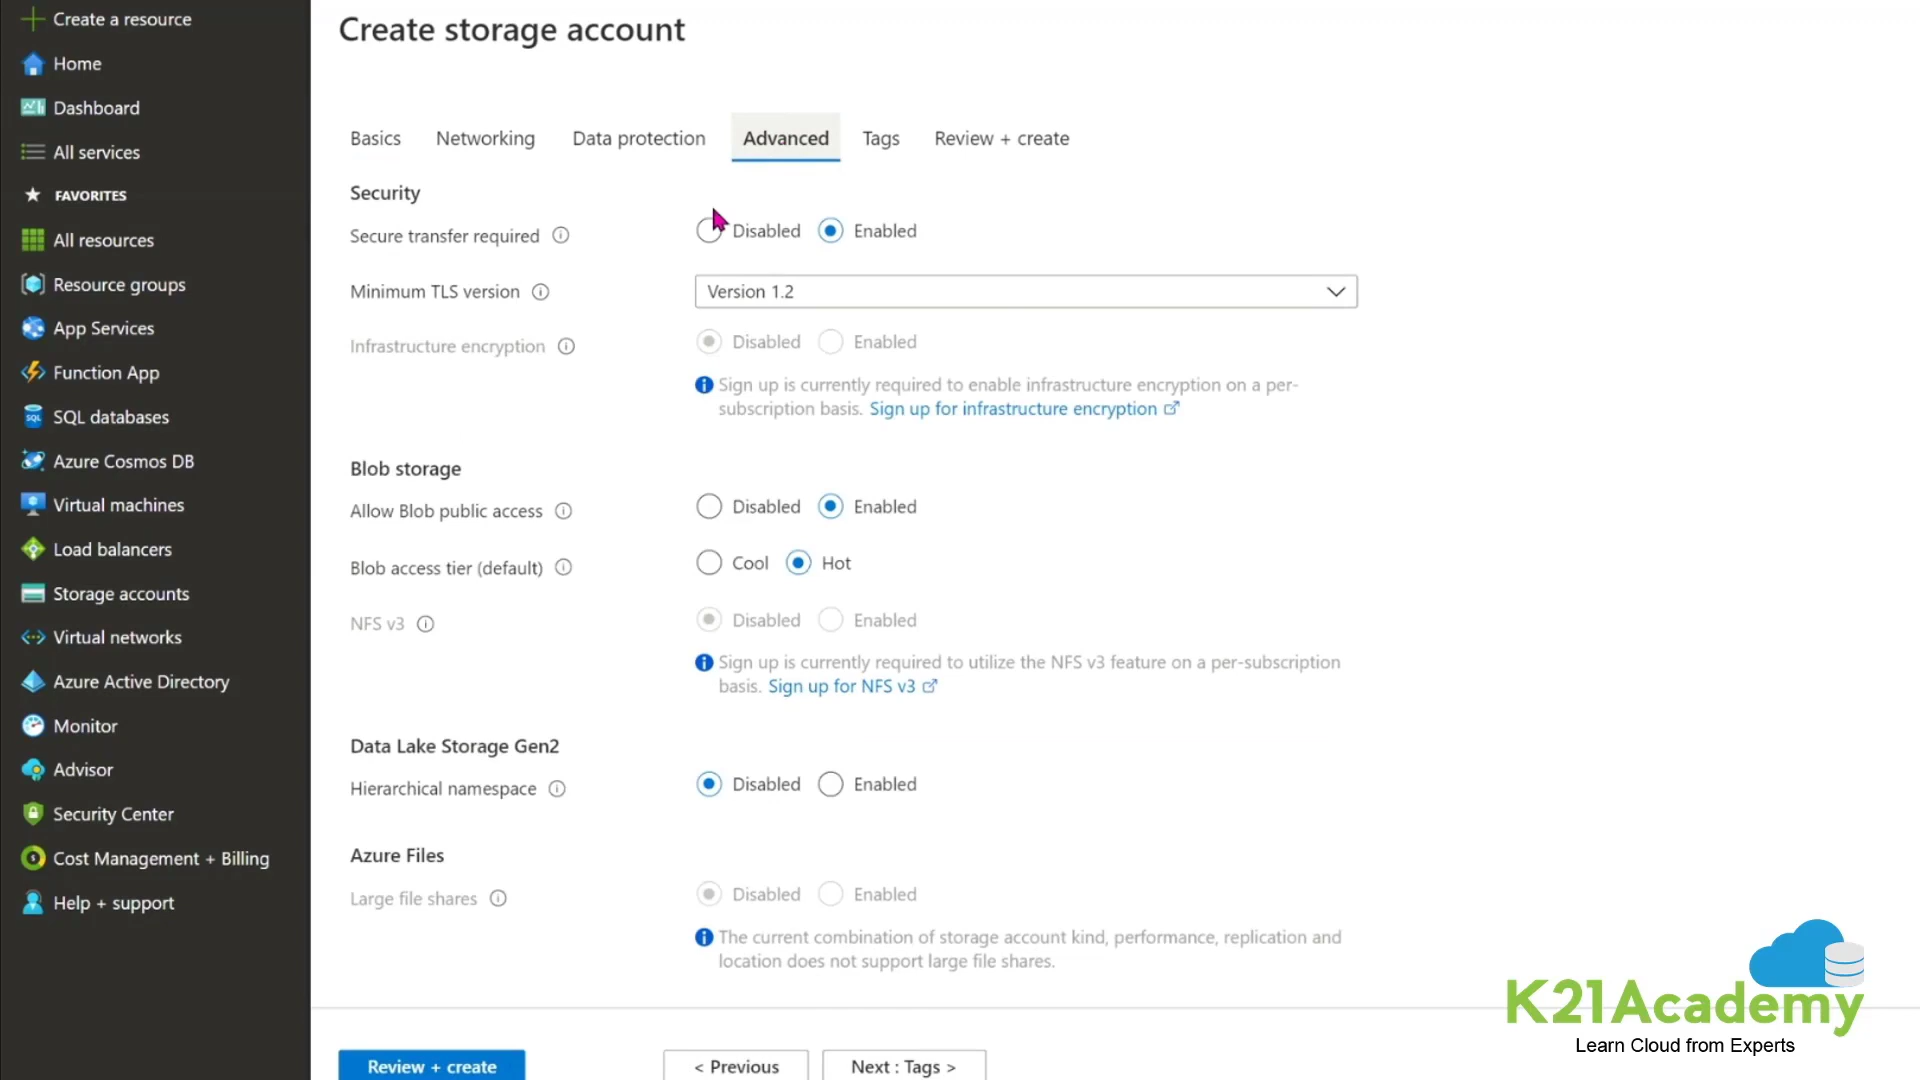 Create a resource
Home
Dashboard
All services
FAVORITES
All resources
Resource groups
App Services
Function App
SQL databases
Azure Cosmos DB
Virtual machines
Load balancers
Storage accounts
Virtual networks
Azure Active Directory
Monitor
Advisor
Security Center
Cost Management + Billing
Help + support
Create storage account
Basics Networking Data protection Advanced Tags Review + create
Security
Secure transfer required Disabled Enabled
Minimum TLS version Version 1.2
Infrastructure encryption Disabled Enabled
Sign up is currently required to enable infrastructure encryption on a per-
subscription basis. Sign up for infrastructure encryption
Blob storage
Allow Blob public access Disabled Enabled
Blob access tier (default) Cool Hot
NFS v3 Disabled Enabled
Sign up is currently required to utilize the NFS v3 feature on a per-subscription
basis. Sign up for NFS v3
Data Lake Storage Gen2
Hierarchical namespace Disabled Enabled
Azure Files
Large file shares Disabled Enabled
The current combination of storage account kind, performance, replication and
location does not support large file shares.
Review + create < Previous Next : Tags >
K21Academy
Learn Cloud from Experts